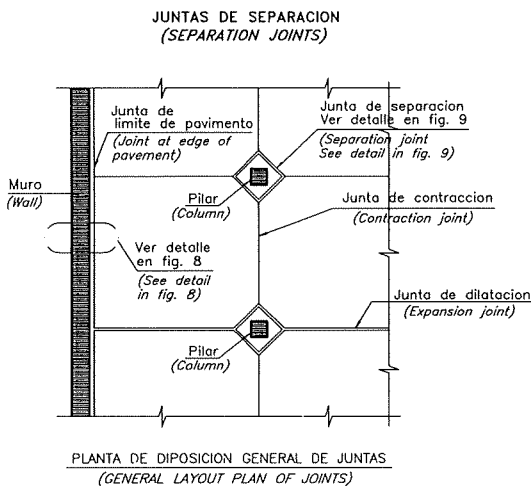 JUNTAS DE SEPARACION
(SEPARATION JOINTS)
Junta de
limite de pavimento
(Joint at edge of
pavement)
Junta de separacion
Ver detalle en fig. 9
(Separation joint
See detail in fig. 9)
Muro
(Wall)
Pilar
(Column)
Junta de contraccion
(Contraction joint)
Ver detalle
en fig. 8
(See detail
in fig. 8)
Junta de dilatacion
(Expansion joint)
Pilar
(Column)
PLANTA DE DIPOSICION GENERAL DE JUNTAS
(GENERAL LAYOUT PLAN OF JOINTS)